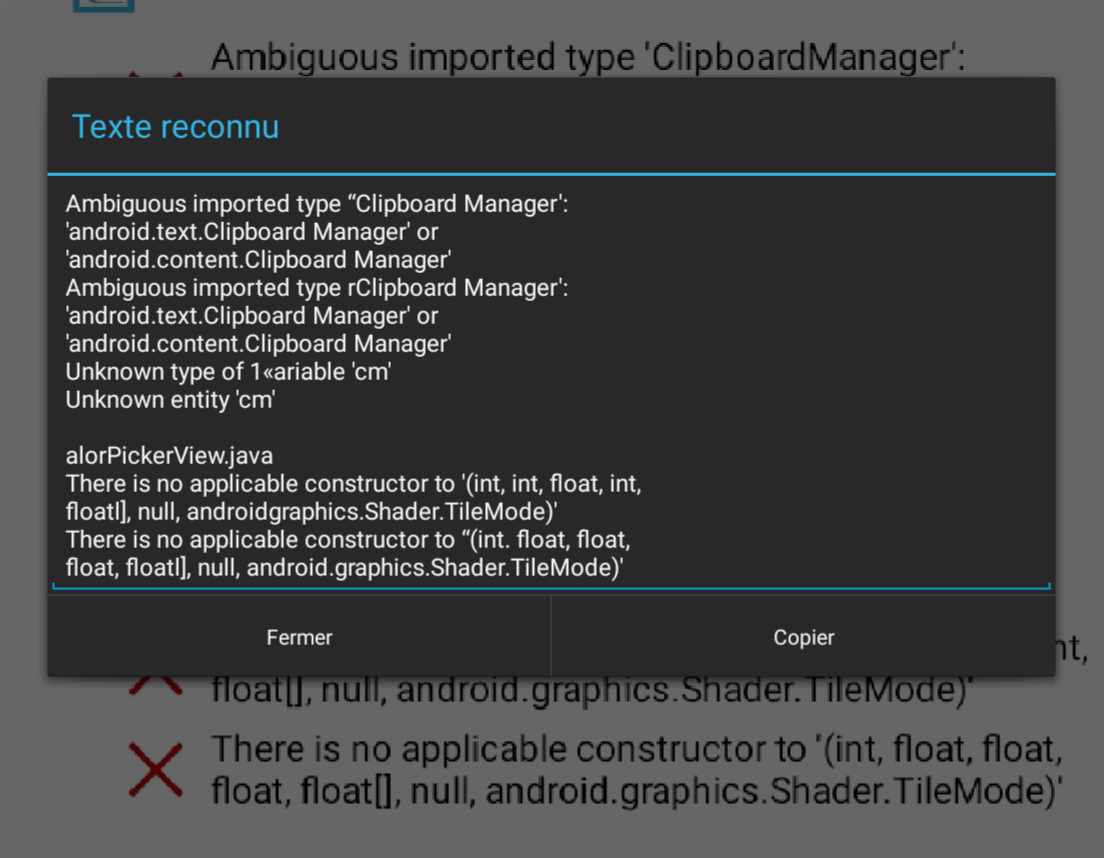 Ambiguous imported type 'ClipboardManager':
Texte reconnu
Ambiguous imported type “Clipboard Manager':
'android.text.Clipboard Manager' or
'android.content.Clipboard Manager'
Ambiguous imported type rClipboard Manager':
'android.text.Clipboard Manager' or
'android.content.Clipboard Manager'
Unknown type of 1«ariable 'cm'
Unknown entity 'cm'
alorPickerView.java
There is no applicable constructor to '(int, int, float, int,
floatl], null, androidgraphics.Shader.TileMode)'
There is no applicable constructor to “(int. float, float,
float, floatl], null, android.graphics.Shader.TileMode)'
Fermer
Copier
nt,
float[], null, android.graphics.Shader.TileMode)'
There is no applicable constructor to '(int, float, float,
float, float[], null, android.graphics.Shader.TileMode)'